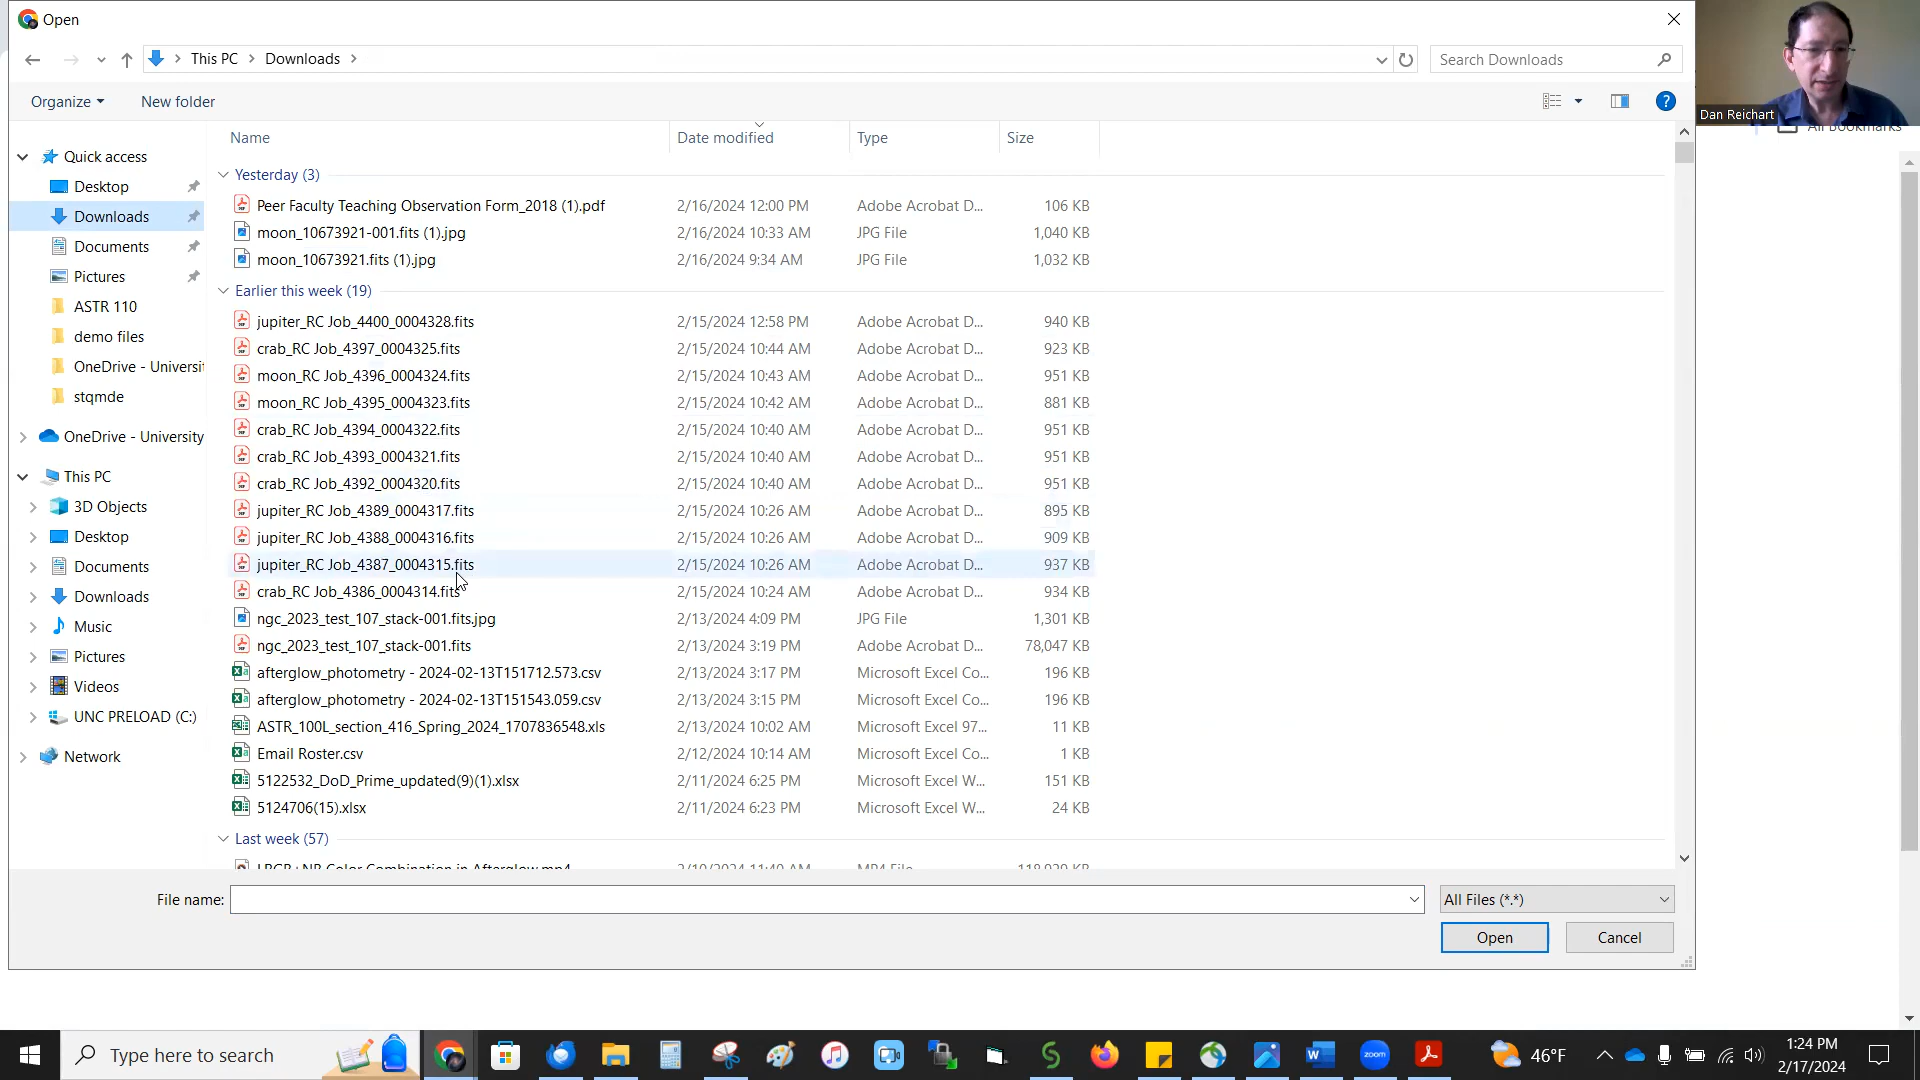 Open
This PC > Downloads >
Search Downloads
Organize
New folder
Dan Reichart
All Bookmarks
Name
Date modified
Type
Size
Quick access
Desktop
Downloads
Documents
Pictures
ASTR 110
demo files
OneDrive - Universit
stqmde
OneDrive - University
This PC
3D Objects
Desktop
Documents
Downloads
Music
Pictures
Videos
UNC PRELOAD (C:)
Network
Yesterday (3)
Peer Faculty Teaching Observation Form_2018 (1).pdf 2/16/2024 12:00 PM Adobe Acrobat D... 106 KB
moon_10673921-001.fits (1).jpg 2/16/2024 10:33 AM JPG File 1,040 KB
moon_10673921.fits (1).jpg 2/16/2024 9:34 AM JPG File 1,032 KB
Earlier this week (19)
jupiter_RC Job_4400_0004328.fits 2/15/2024 12:58 PM Adobe Acrobat D... 940 KB
crab_RC Job_4397_0004325.fits 2/15/2024 10:44 AM Adobe Acrobat D... 923 KB
moon_RC Job_4396_0004324.fits 2/15/2024 10:43 AM Adobe Acrobat D... 951 KB
moon_RC Job_4395_0004323.fits 2/15/2024 10:42 AM Adobe Acrobat D... 881 KB
crab_RC Job_4394_0004322.fits 2/15/2024 10:40 AM Adobe Acrobat D... 951 KB
crab_RC Job_4393_0004321.fits 2/15/2024 10:40 AM Adobe Acrobat D... 951 KB
crab_RC Job_4392_0004320.fits 2/15/2024 10:40 AM Adobe Acrobat D... 951 KB
jupiter_RC Job_4389_0004317.fits 2/15/2024 10:26 AM Adobe Acrobat D... 895 KB
jupiter_RC Job_4388_0004316.fits 2/15/2024 10:26 AM Adobe Acrobat D... 909 KB
jupiter_RC Job_4387_0004315.fits 2/15/2024 10:26 AM Adobe Acrobat D... 937 KB
crab_RC Job_4386_0004314.fits 2/15/2024 10:24 AM Adobe Acrobat D... 934 KB
ngc_2023_test_107_stack-001.fits.jpg 2/13/2024 4:09 PM JPG File 1,301 KB
ngc_2023_test_107_stack-001.fits 2/13/2024 3:19 PM Adobe Acrobat D... 78,047 KB
afterglow_photometry - 2024-02-13T151712.573.csv 2/13/2024 3:17 PM Microsoft Excel Co... 196 KB
afterglow_photometry - 2024-02-13T151543.059.csv 2/13/2024 3:15 PM Microsoft Excel Co... 196 KB
ASTR_100L_section_416_Spring_2024_1707836548.xls 2/13/2024 10:02 AM Microsoft Excel 97... 11 KB
Email Roster.csv 2/12/2024 10:14 AM Microsoft Excel Co... 1 KB
5122532_DoD_Prime_updated(9)(1).xlsx 2/11/2024 6:25 PM Microsoft Excel W... 151 KB
5124706(15).xlsx 2/11/2024 6:23 PM Microsoft Excel W... 24 KB
Last week (57)
File name:
All Files (*.*)
Open
Cancel
Type here to search
zoom
46°F
1:24 PM
2/17/2024